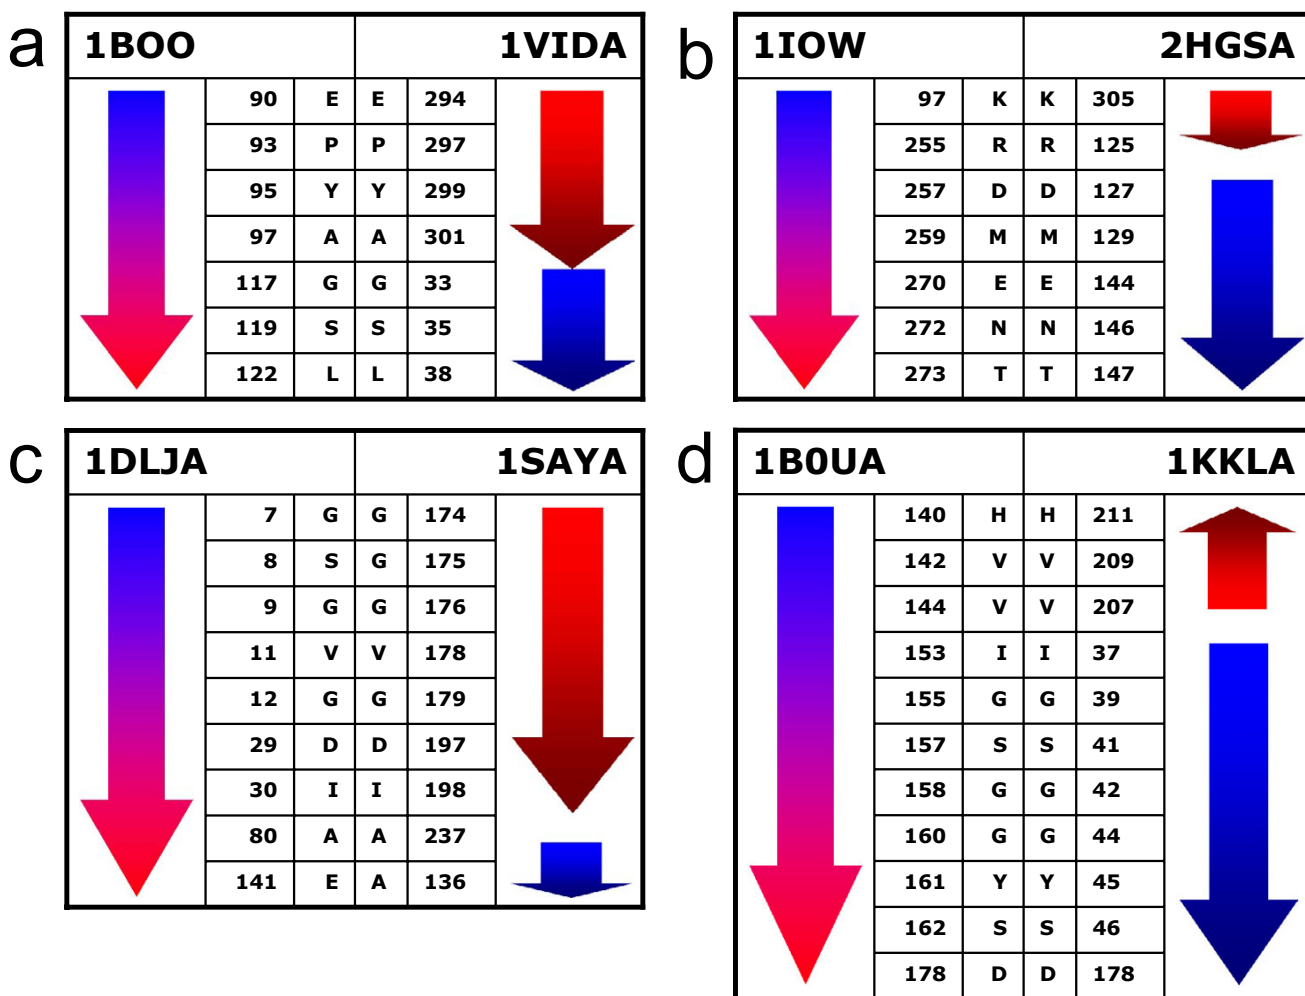 a
1BOO 1VIDA
90 E E 294
93 P P 297
95 Y Y 299
97 A A 301
117 G G 33
119 S S 35
122 L L 38
b
1IOW 2HGSA
97 K K 305
255 R R 125
257 D D 127
259 M M 129
270 E E 144
272 N N 146
273 T T 147
c
1DLJA 1SAYA
7 G G 174
8 S G 175
9 G G 176
11 V V 178
12 G G 179
29 D D 197
30 I I 198
80 A A 237
141 E A 136
d
1B0UA 1KKLA
140 H H 211
142 V V 209
144 V V 207
153 I I 37
155 G G 39
157 S S 41
158 G G 42
160 G G 44
161 Y Y 45
162 S S 46
178 D D 178